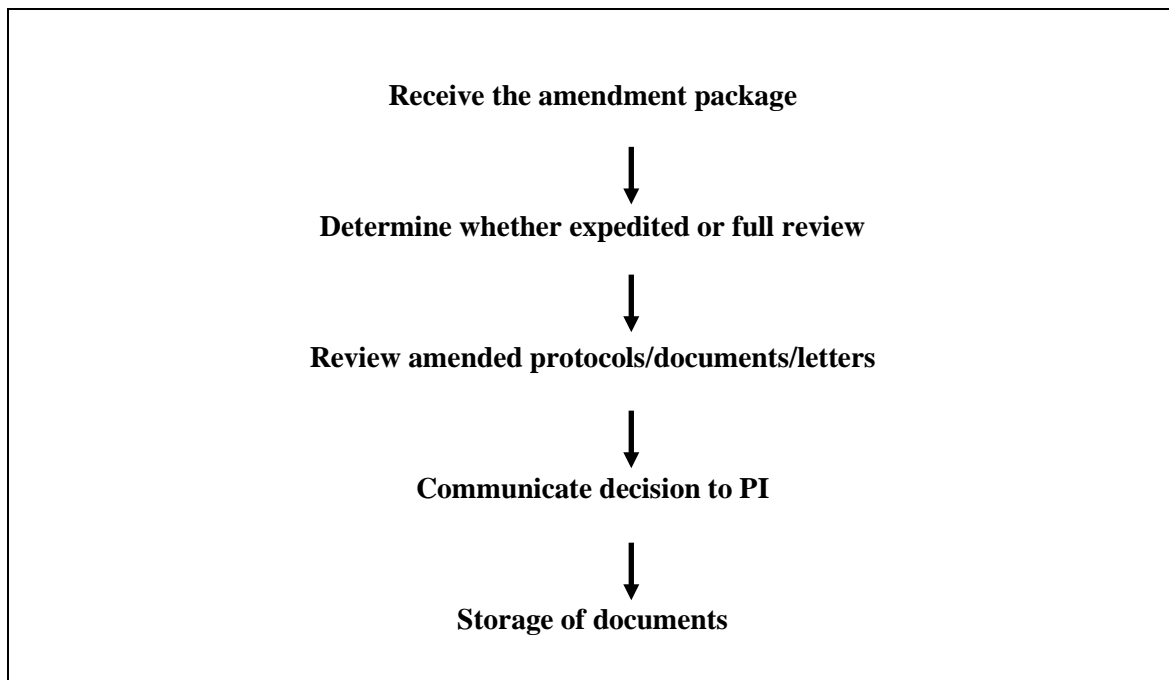 Receive the amendment package
Determine whether expedited or full review
Review amended protocols/documents/letters
Communicate decision to PI
Storage of documents